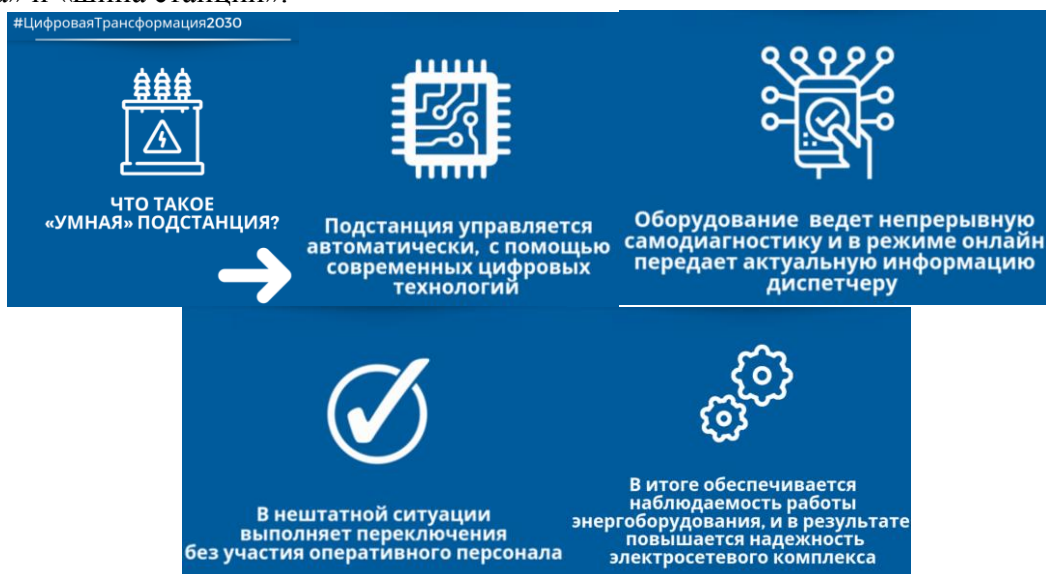 #ЦифроваяТрансформация2030
ЧТО ТАКОЕ
«УМНАЯ» ПОДСТАНЦИЯ?
Подстанция управляется
автоматически, с помощью
современных цифровых
технологий
Оборудование ведет непрерывную
самодиагностику и в режиме онлайн
передает актуальную информацию
диспетчеру
В нештатной ситуации
выполняет переключения
без участия оперативного персонала
В итоге обеспечивается
наблюдаемость работы
энергоборудования, и в результате
повышается надежность
электросетевого комплекса